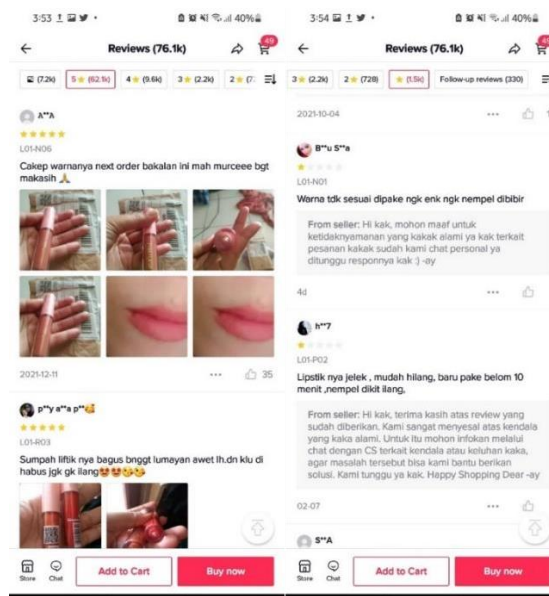 3:53
40%
Reviews (76.1k)
49
(7.2k)
5 ★ (62.1k)
4 ★ (9.6k)
3 ★ (2.2k)
2 ★ (7
A**A
L01-N06
Cakep warnanya next order bakalan ini mah murceee bgt
makasih 🙏
2021-12-11
35
p**y a**a p**🥰
L01-R03
Sumpah liftik nya bagus bnggt lumayan awet lh.dn klu di
habus jgk gk ilang😍😍😘😘
Store
Chat
Add to Cart
Buy now
3:54
40%
Reviews (76.1k)
3 ★ (2.2k)
2 ★ (728)
★ (1.5k)
Follow-up reviews (330)
2021-10-04
B**u S**a
L01-N01
Warna tdk sesuai dipake ngk enk ngk nempel dibibir
From seller: Hi kak, mohon maaf untuk
ketidaknyamanan yang kakak alami ya kak terkait
pesanan kakak sudah kami chat personal ya
ditunggu responnya kak :) -ay
4d
h**7
L01-P02
Lipstik nya jelek , mudah hilang, baru pake belom 10
menit ,nempel dikit ilang,
From seller: Hi kak, terima kasih atas review yang
sudah diberikan. Kami sangat menyesal atas kendala
yang kaka alami. Untuk itu mohon infokan melalui
chat dengan CS terkait kendala atau keluhan kaka,
agar masalah tersebut bisa kami bantu berikan
solusi. Kami tunggu ya kak. Happy Shopping Dear -ay
02-07
S**A
Store
Chat
Add to Cart
Buy now